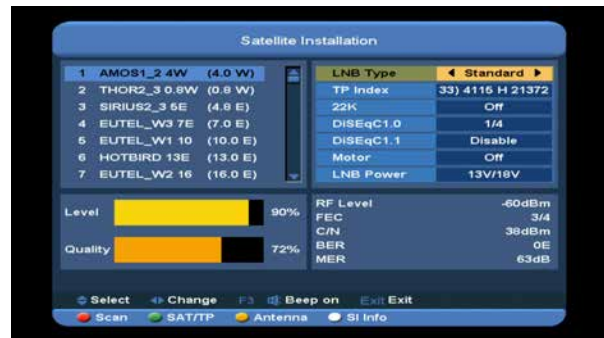 Satellite Installation
1 AMOS1_2 4W (4.0 W)
2 THOR2_3 0.8W (0.8 W)
3 SIRIUS2_3 5E (4.8 E)
4 EUTEL_W3 7E (7.0 E)
5 EUTEL_W1 10 (10.0 E)
6 HOTBIRD 13E (13.0 E)
7 EUTEL_W2 16 (16.0 E)
LNB Type Standard
TP Index 33) 4115 H 21372
22K Off
DiSEqC1.0 1/4
DiSEqC1.1 Disable
Motor Off
LNB Power 13V/18V
Level 90%
Quality 72%
RF Level -60dBm
FEC 3/4
C/N 38dBm
BER 0E
MER 63dB
Select Change F3 Beep on Exit Exit
Scan SAT/TP Antenna SI Info